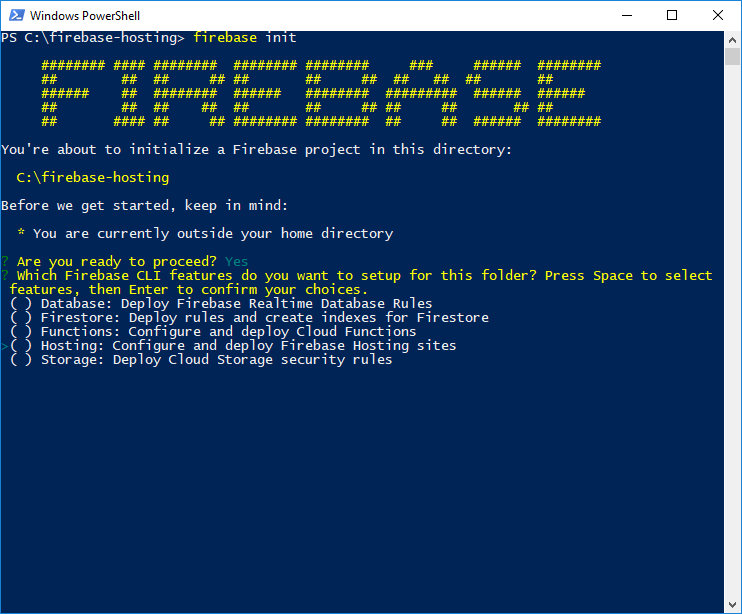 Windows PowerShell
PS C:\firebase-hosting> firebase init
######## #### ########  ######## ########     ###     ######  ########
##        ##  ##     ## ##       ##     ##  ##   ##  ##       ##
######    ##  ########  ######   ########  #########  ######  ######
##        ##  ##    ##  ##       ##     ## ##     ##       ## ##
##       #### ##     ## ######## ########  ##     ##  ######  ########
You're about to initialize a Firebase project in this directory:
C:\firebase-hosting
Before we get started, keep in mind:
* You are currently outside your home directory
? Are you ready to proceed? Yes
? Which Firebase CLI features do you want to setup for this folder? Press Space to select
features, then Enter to confirm your choices.
( ) Database: Deploy Firebase Realtime Database Rules
( ) Firestore: Deploy rules and create indexes for Firestore
( ) Functions: Configure and deploy Cloud Functions
>( ) Hosting: Configure and deploy Firebase Hosting sites
( ) Storage: Deploy Cloud Storage security rules